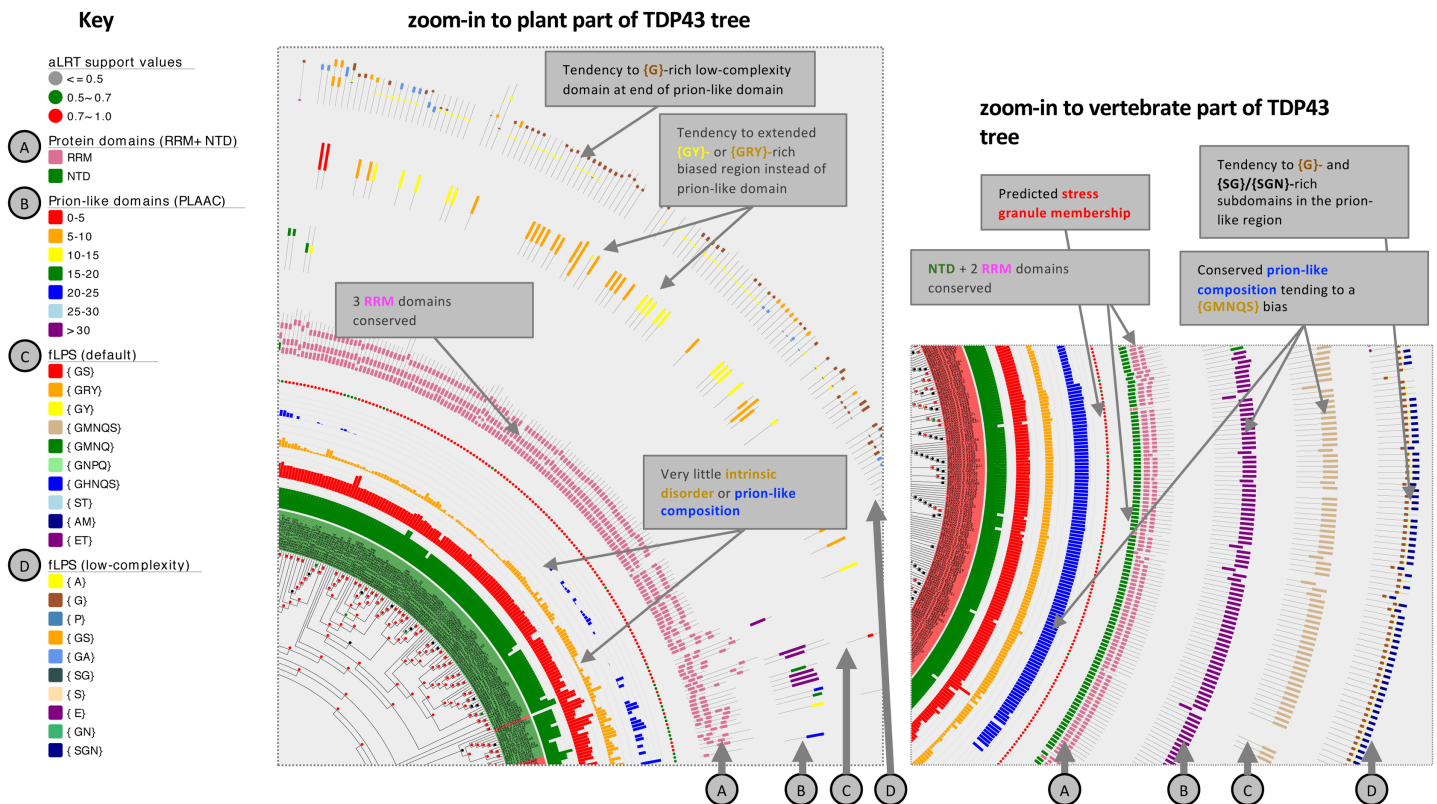 Key
aLRT support values
<= 0.5
0.5~ 0.7
0.7~ 1.0
A
Protein domains (RRM+ NTD)
RRM
NTD
B
Prion-like domains (PLAAC)
0-5
5-10
10-15
15-20
20-25
25-30
>30
C
fLPS (default)
{ GS}
{ GRY}
{ GY}
{ GMNQS}
{ GMNQ}
{ GNPQ}
{ GHNQS}
{ ST}
{ AM}
{ ET}
D
fLPS (low-complexity)
{ A}
{ G}
{ P}
{ GS}
{ GA}
{ SG}
{ S}
{ E}
{ GN}
{ SGN}
zoom-in to plant part of TDP43 tree
Tendency to {G}-rich low-complexity
domain at end of prion-like domain
Tendency to extended
{GY}- or {GRY}-rich
biased region instead of
prion-like domain
3 RRM domains
conserved
Very little intrinsic
disorder or prion-like
composition
A
B
C
D
zoom-in to vertebrate part of TDP43
tree
Predicted stress
granule membership
Tendency to {G}- and
{SG}/{SGN}-rich
subdomains in the prion-
like region
NTD + 2 RRM domains
conserved
Conserved prion-like
composition tending to a
{GMNQS} bias
A
B
C
D